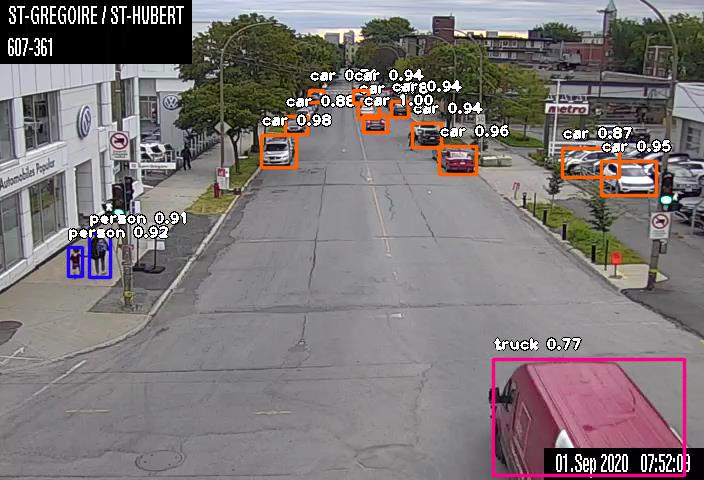 ST-GREGOIRE / ST-HUBERT
607-361
car 0.94
car 0.94
car 0.88
car 1.00
car 0.94
car 0.98
car 0.96
car 0.87
car 0.95
metro
Automobiles Popular
person 0.91
person 0.92
truck 0.77
01.Sep 2020 07:52:09